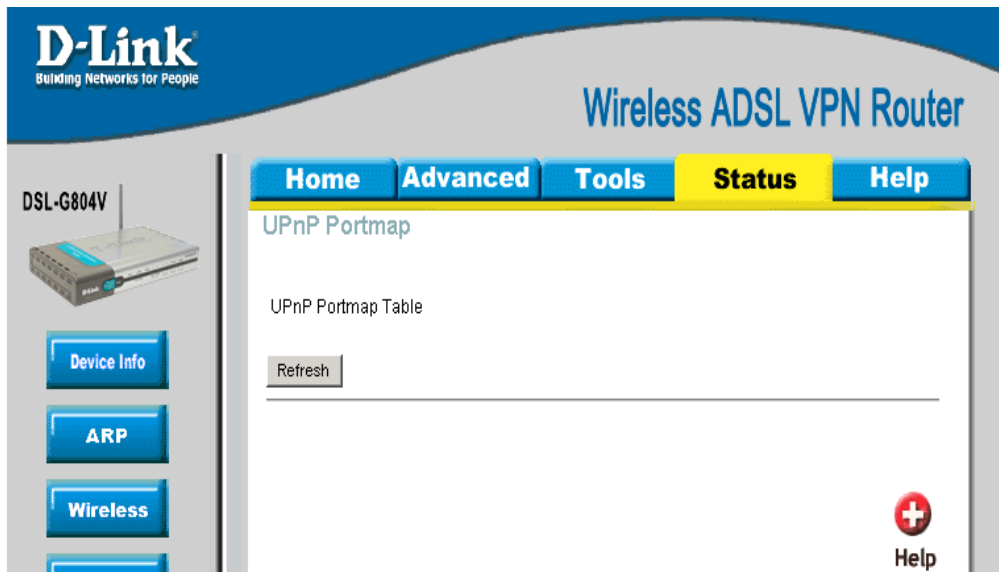 D-Link
Building Networks for People
Wireless ADSL VPN Router
DSL-G804V
Home Advanced Tools Status Help
UPnP Portmap
UPnP Portmap Table
Refresh
Device Info
ARP
Wireless
Help